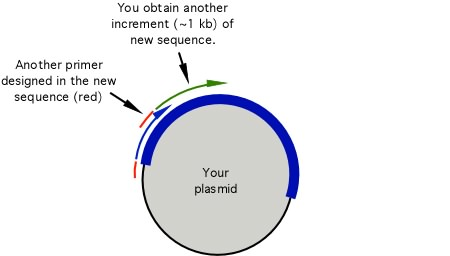 You obtain another
increment (~1 kb) of
new sequence.
Another primer
designed in the new
sequence (red)
Your
plasmid